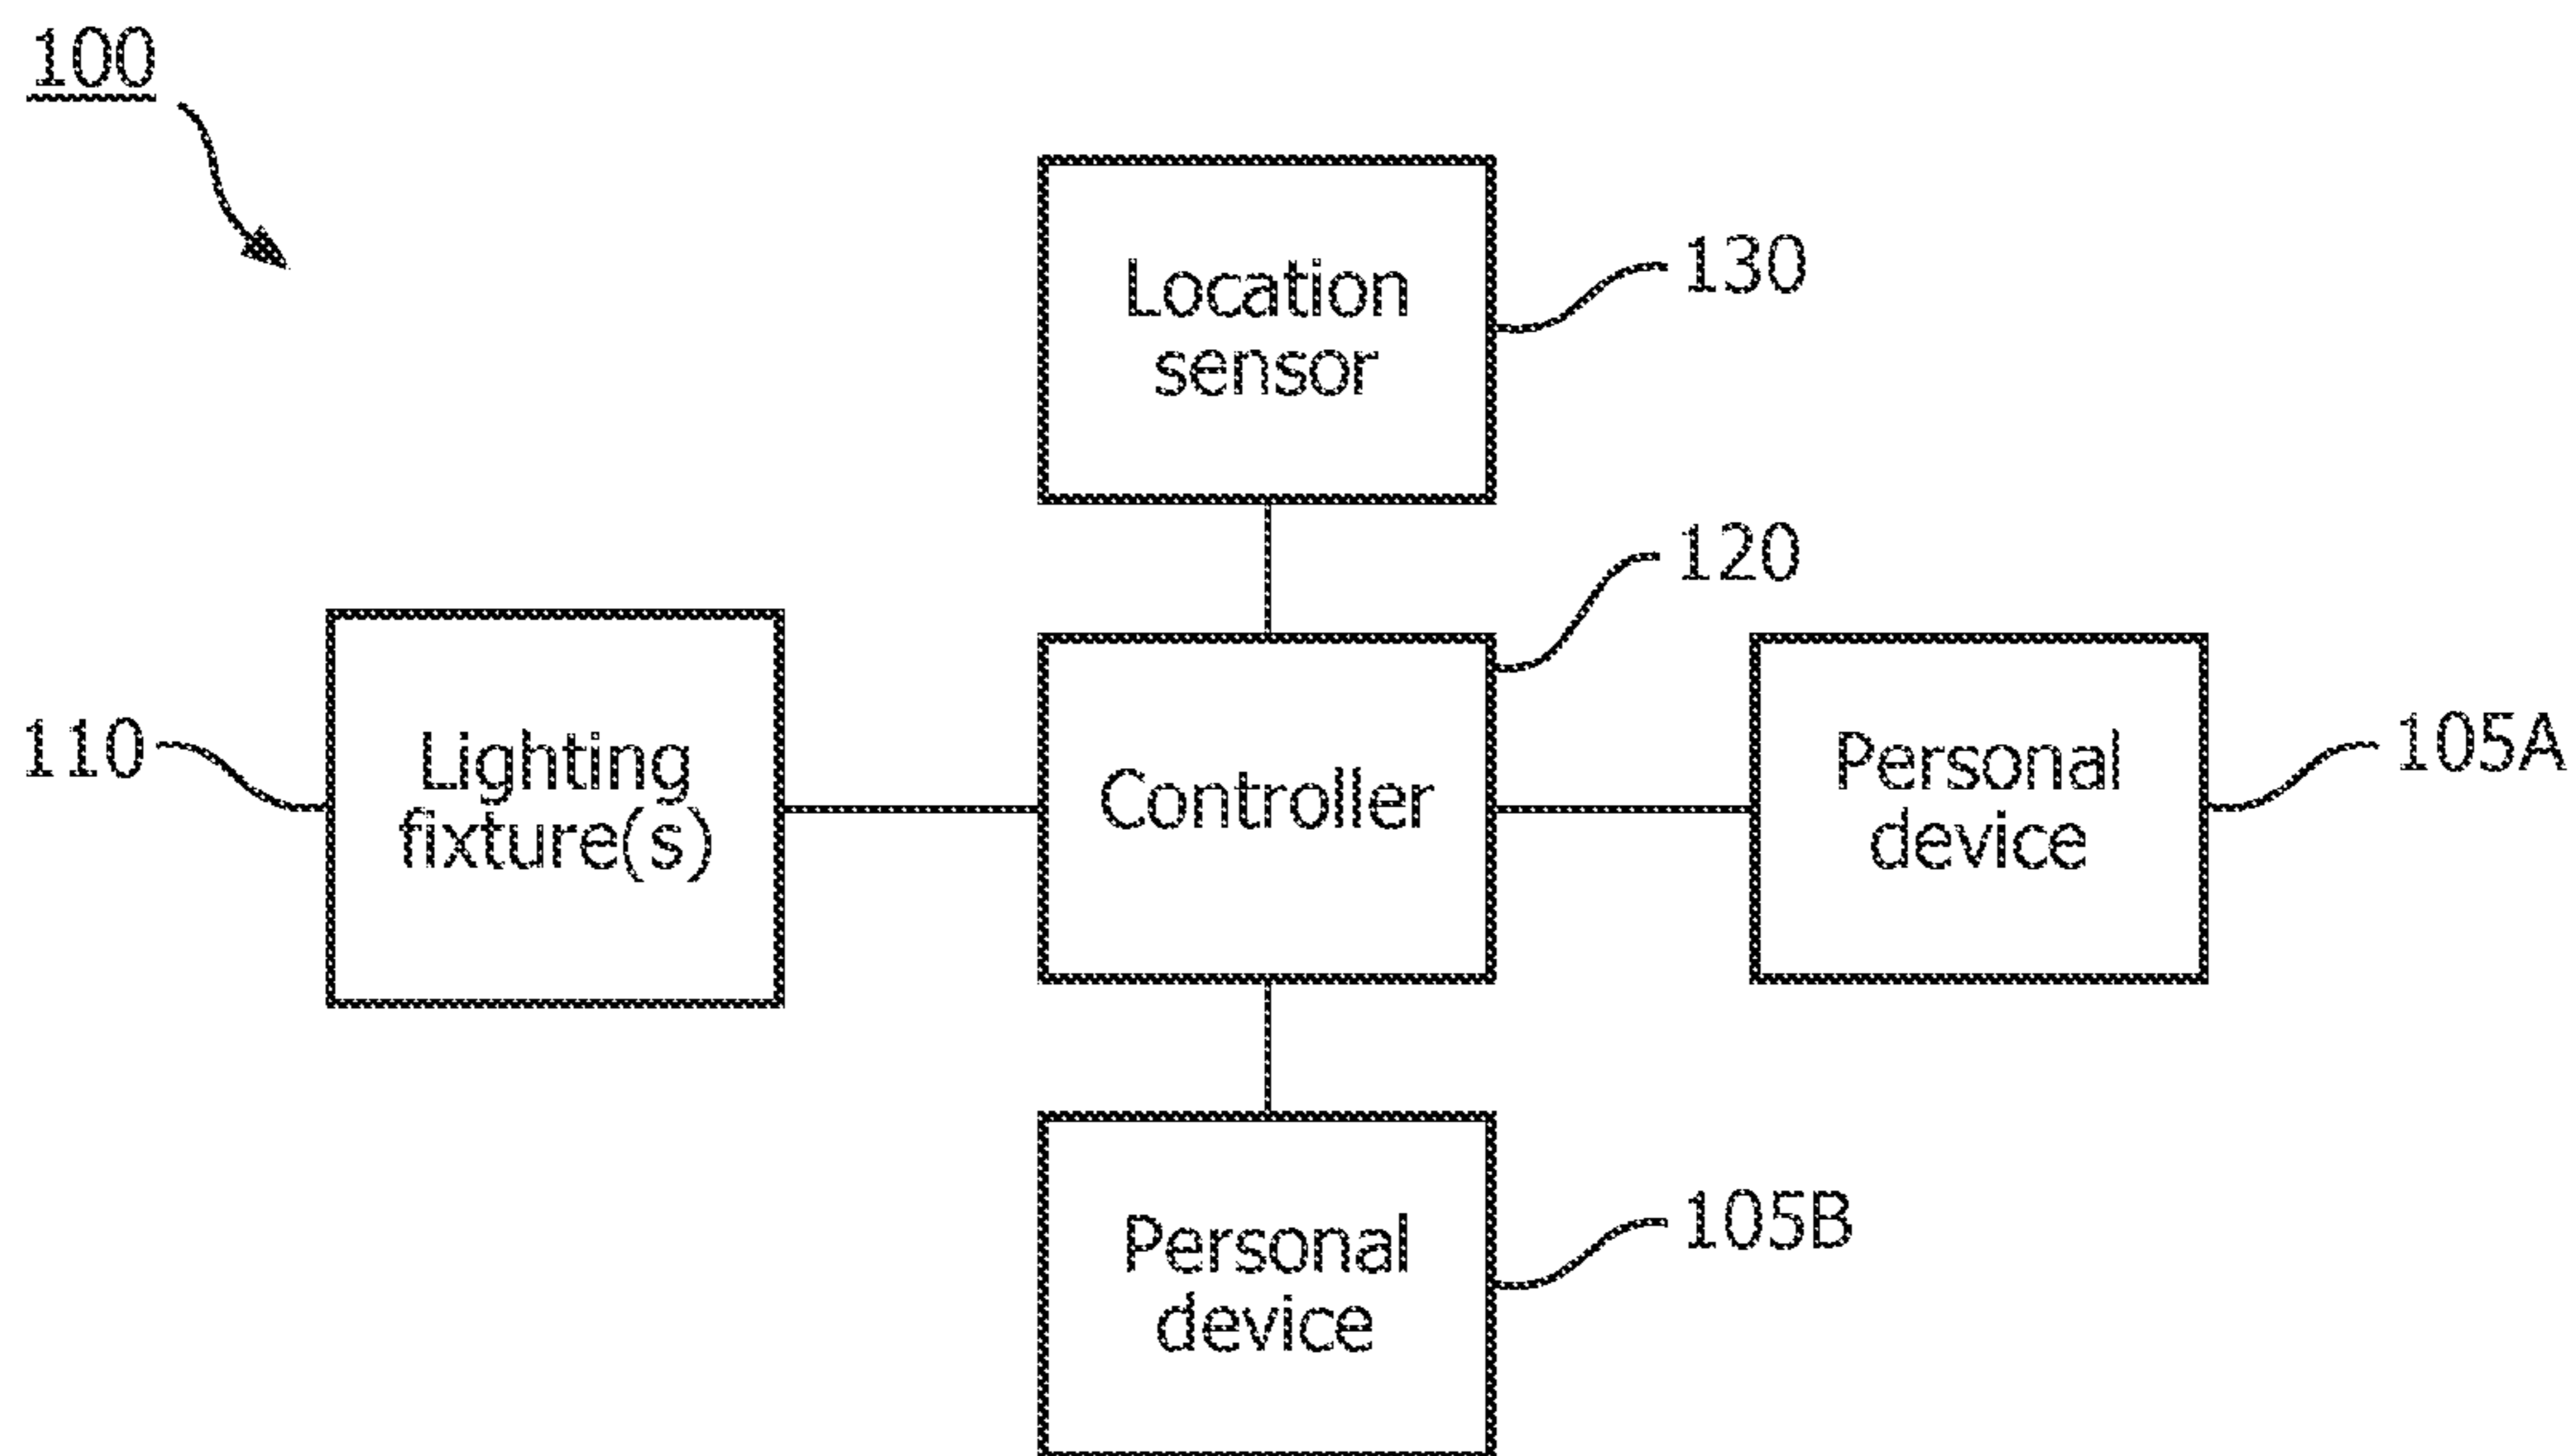 100
Location
sensor
130
120
110
Lighting
fixture(s)
Controller
Personal
device
105A
Personal
device
105B